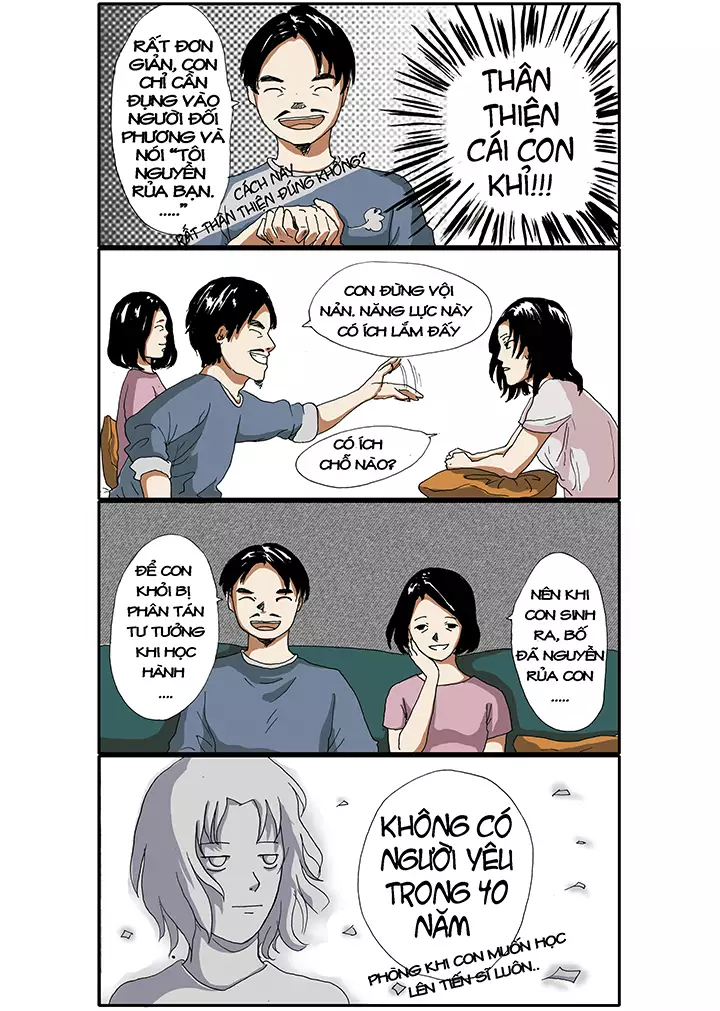 RẤT ĐƠN
GIẢN, CON
CHỈ CẦN
ĐỤNG VÀO
NGƯỜI ĐỐI
PHƯƠNG VÀ
NÓI "TÔI
NGUYỀN
RỦA BẠN.
....."
CÁCH NÀY
RẤT THÂN THIỆN ĐÚNG KHÔNG?
THÂN
THIỆN
CÁI CON
KHỈ!!!
CON ĐỪNG VỘI
NẢN. NĂNG LỰC NÀY
CÓ ÍCH LẮM ĐẤY
CÓ ÍCH
CHỖ NÀO?
ĐỂ CON
KHỎI BỊ
PHÂN TÁN
TƯ TƯỞNG
KHI HỌC
HÀNH
....
NÊN KHI
CON SINH
RA, BỐ
ĐÃ NGUYỀN
RỦA CON
.....
KHÔNG CÓ
NGƯỜI YÊU
TRONG 40
NĂM
PHÒNG KHI CON MUỐN HỌC
LÊN TIẾN SĨ LUÔN..